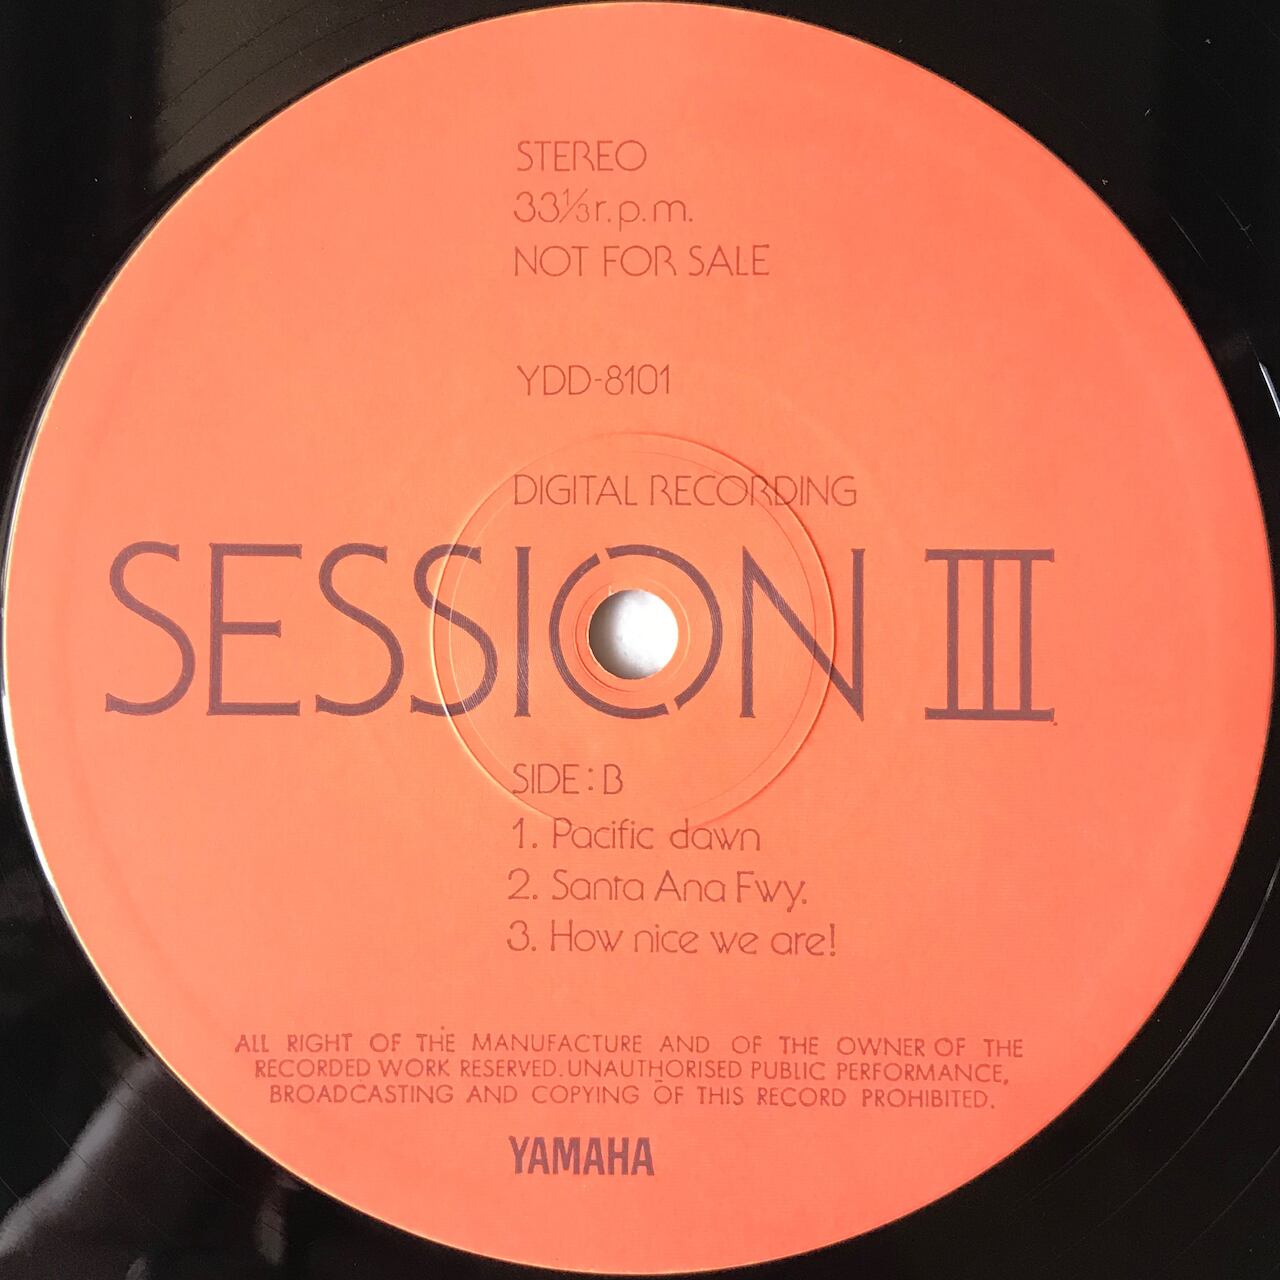 STEREO
33⅓r.p.m.
NOT FOR SALE
YDD-8101
DIGITAL RECORDING
SESSION III
SIDE:B
1. Pacific dawn
2. Santa Ana Fwy.
3. How nice we are!
ALL RIGHT OF THE MANUFACTURE AND OF THE OWNER OF THE
RECORDED WORK RESERVED. UNAUTHORISED PUBLIC PERFORMANCE,
BROADCASTING AND COPYING OF THIS RECORD PROHIBITED.
YAMAHA